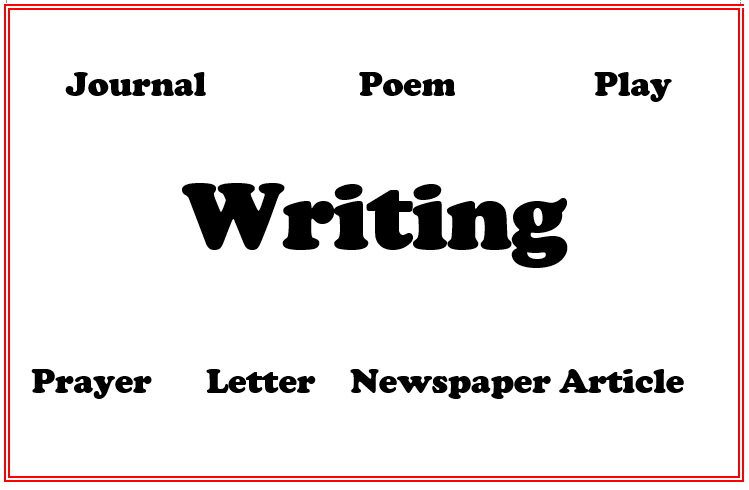 Journal Poem Play
Writing
Prayer Letter Newspaper Article